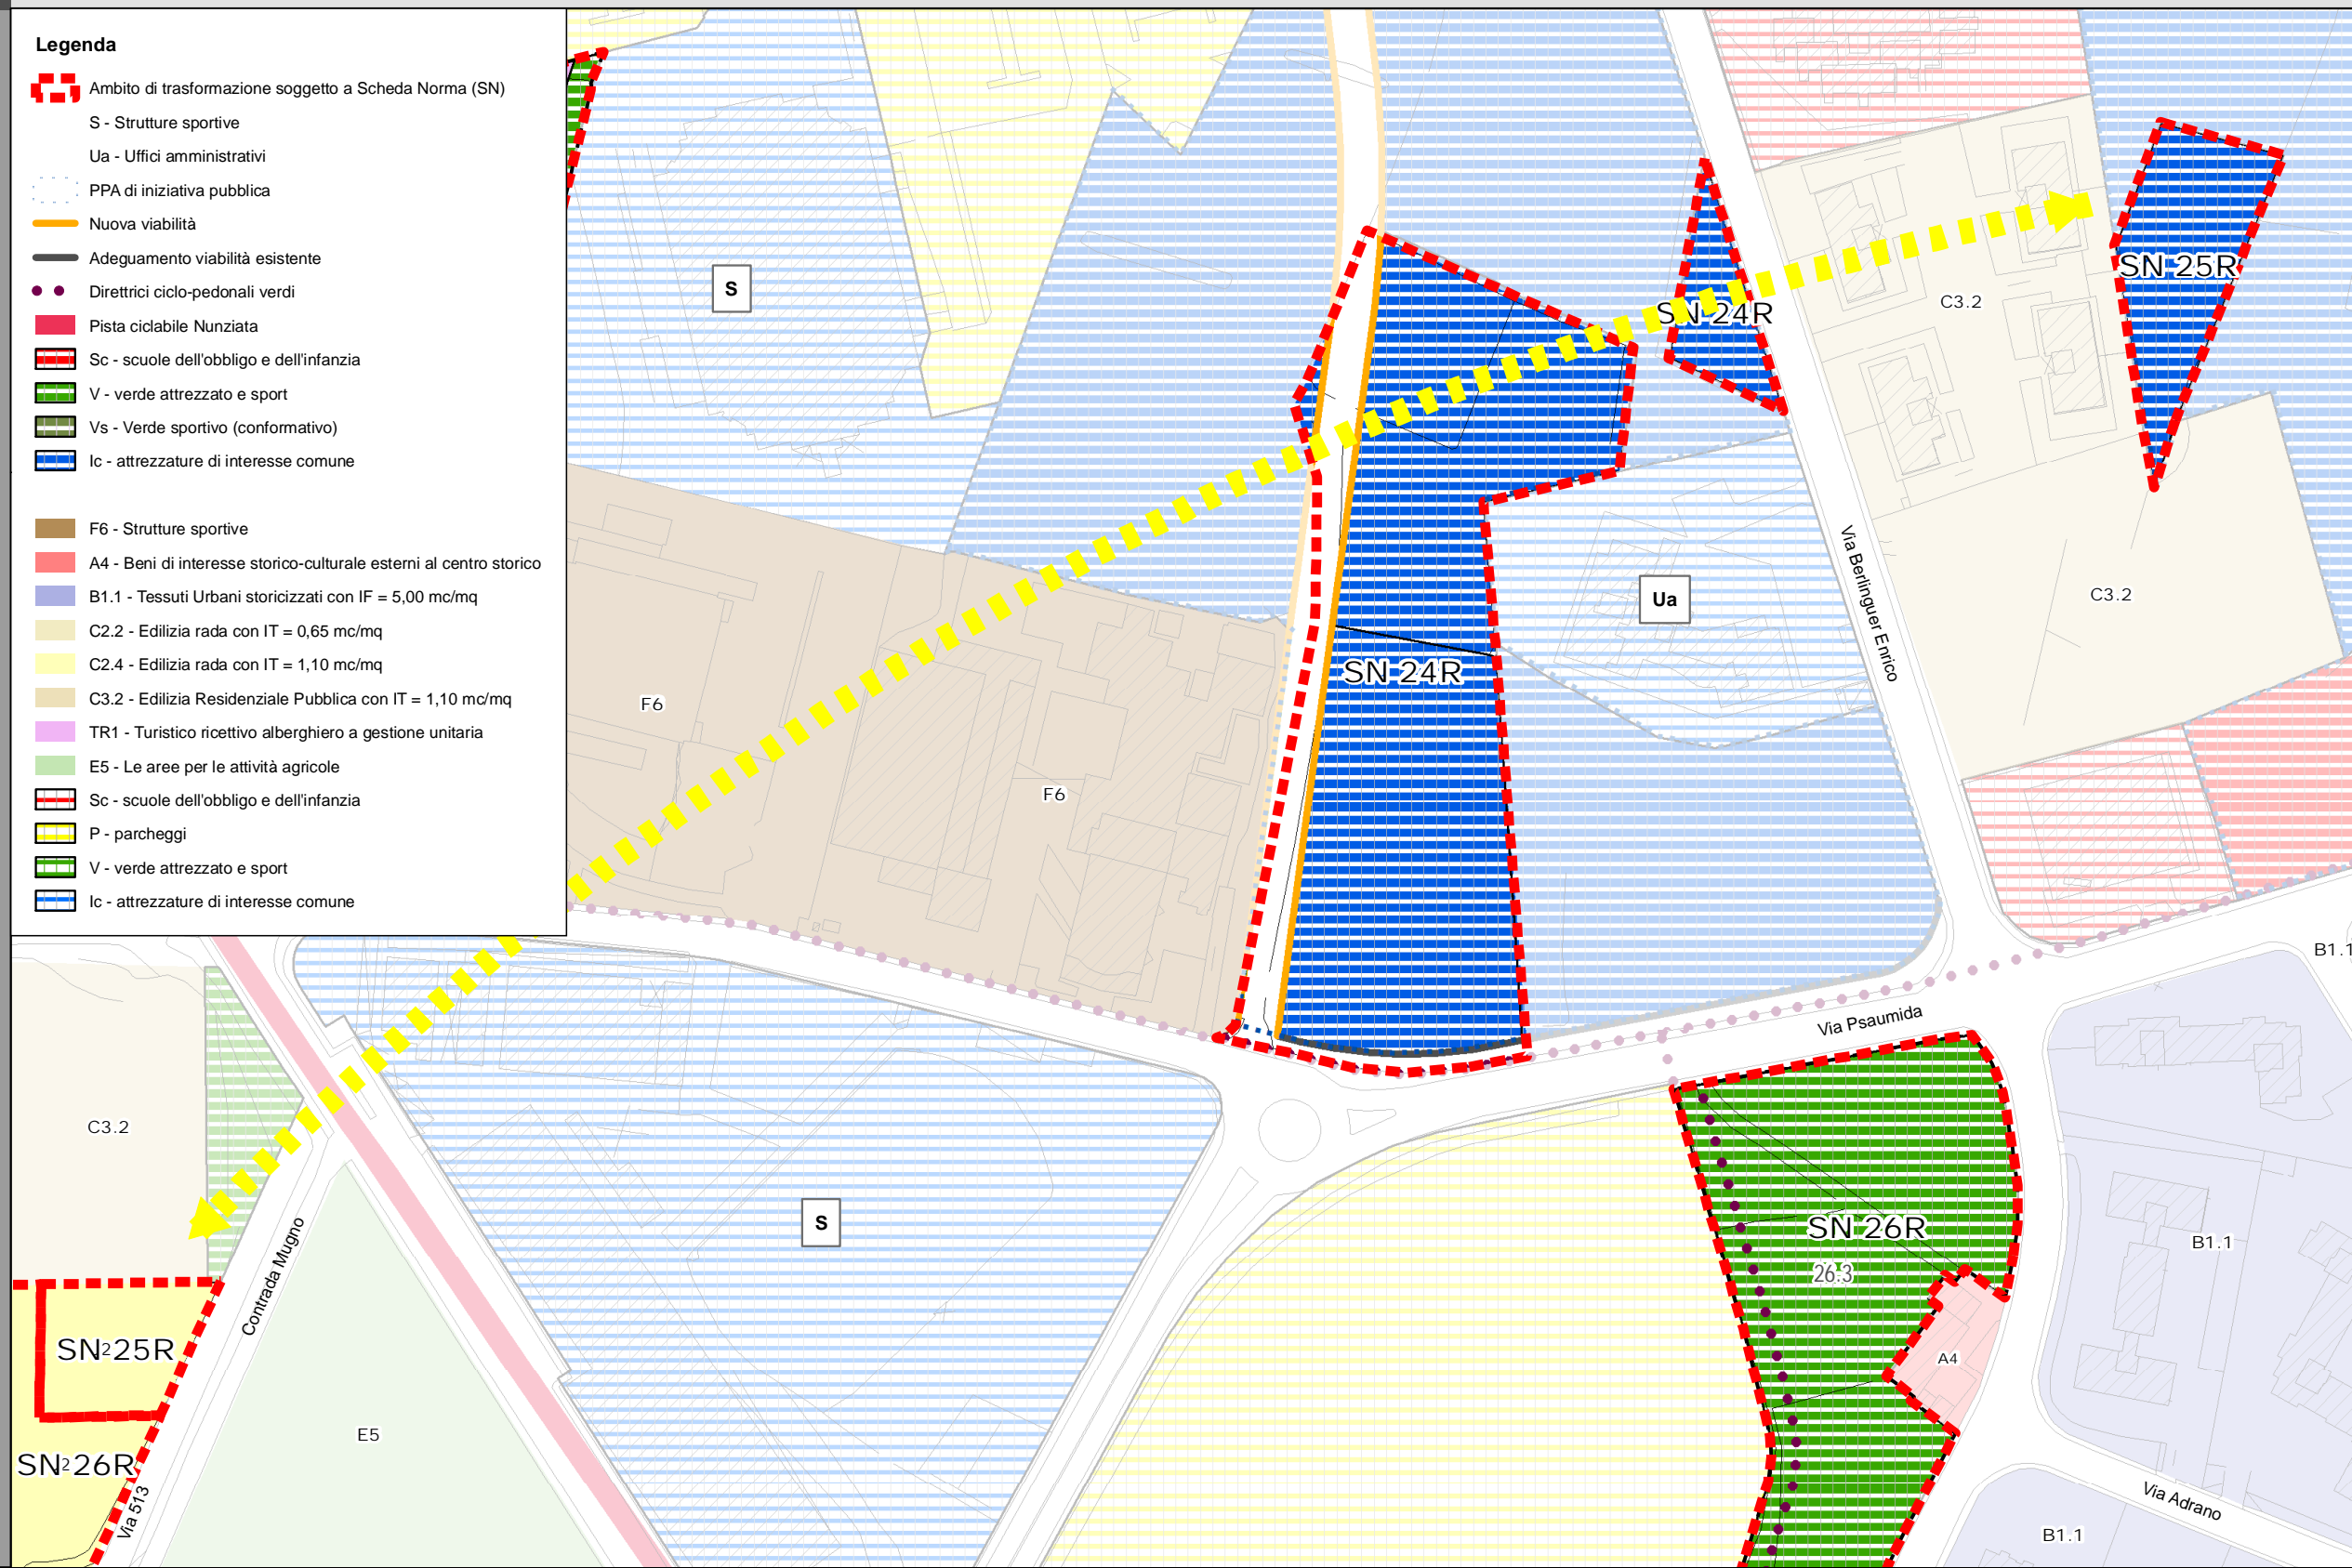 Legenda
Ambito di trasformazione soggetto a Scheda Norma (SN)
S - Strutture sportive
Ua - Uffici amministrativi
PPA di iniziativa pubblica
Nuova viabilità
Adeguamento viabilità esistente
Direttrici ciclo-pedonali verdi
Pista ciclabile Nunziata
Sc - scuole dell'obbligo e dell'infanzia
V - verde attrezzato e sport
Vs - Verde sportivo (conformativo)
Ic - attrezzature di interesse comune
F6 - Strutture sportive
A4 - Beni di interesse storico-culturale esterni al centro storico
B1.1 - Tessuti Urbani storicizzati con IF = 5,00 mc/mq
C2.2 - Edilizia rada con IT = 0,65 mc/mq
C2.4 - Edilizia rada con IT = 1,10 mc/mq
C3.2 - Edilizia Residenziale Pubblica con IT = 1,10 mc/mq
TR1 - Turistico ricettivo alberghiero a gestione unitaria
E5 - Le aree per le attività agricole
Sc - scuole dell'obbligo e dell'infanzia
P - parcheggi
V - verde attrezzato e sport
Ic - attrezzature di interesse comune
S
SN 24R
SN 25R
C3.2
Via Berlinguer Enrico
C3.2
Ua
SN 24R
F6
F6
B1.1
Via Psaumida
C3.2
Contrada Mugno
S
SN 26R
26.3
B1.1
A4
SN225R
E5
SN226R
Via 513
Via Adrano
B1.1